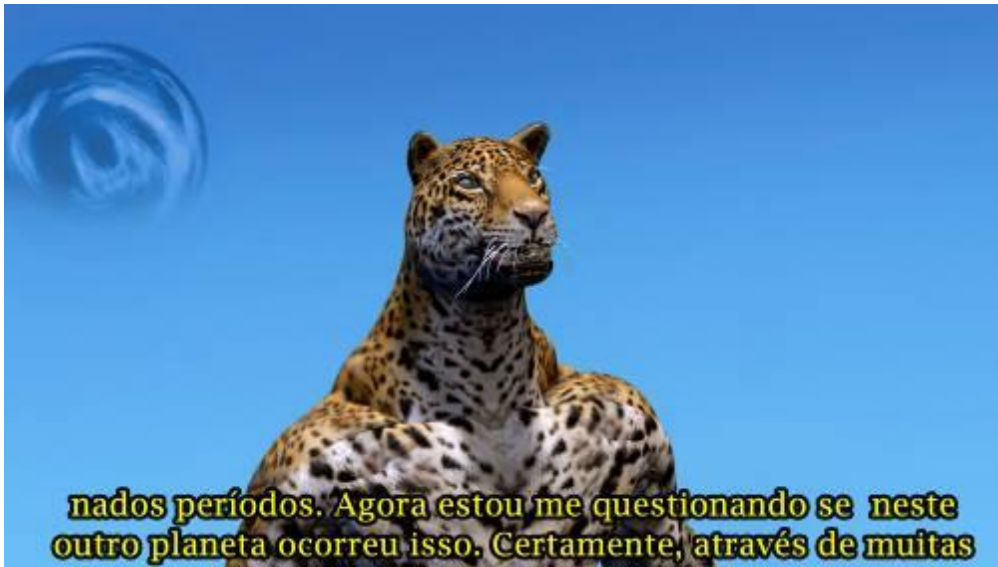 nados períodos. Agora estou me questionando se neste
outro planeta ocorreu isso. Certamente, através de muitas